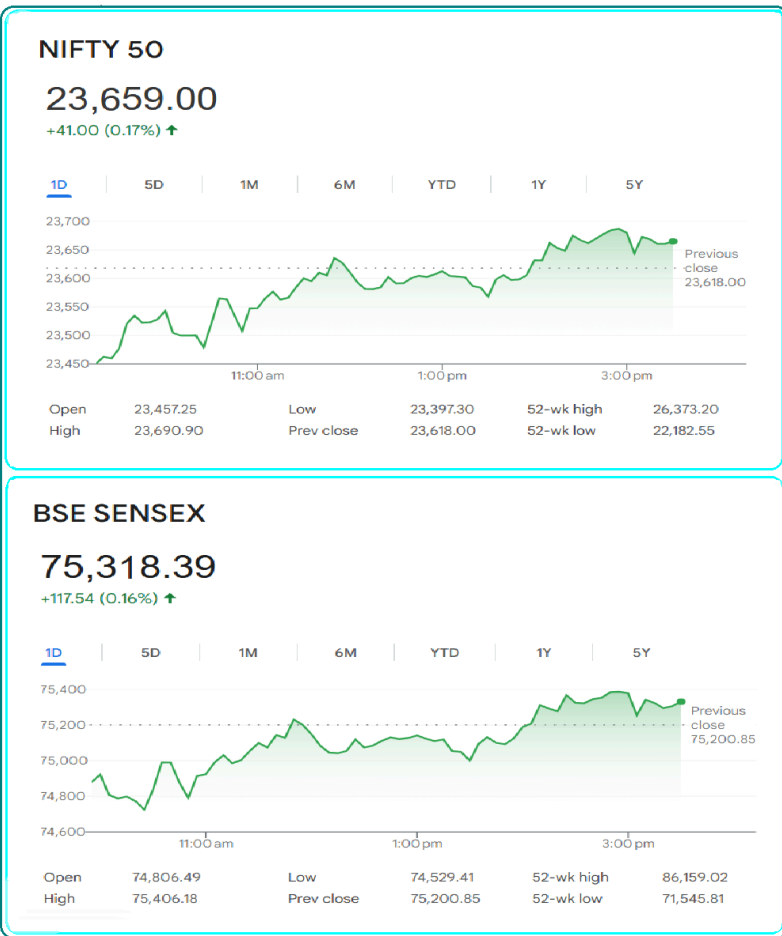 NIFTY 50
23,659.00
+41.00 (0.17%) ↑
1D 5D 1M 6M YTD 1Y 5Y
23,700
23,650
23,600
23,550
23,500
23,450
Previous
close
23,618.00
11:00 am 1:00 pm 3:00 pm
Open 23,457.25 Low 23,397.30 52-wk high 26,373.20
High 23,690.90 Prev close 23,618.00 52-wk low 22,182.55
BSE SENSEX
75,318.39
+117.54 (0.16%) ↑
1D 5D 1M 6M YTD 1Y 5Y
75,400
75,200
75,000
74,800
74,600
Previous
close
75,200.85
11:00 am 1:00 pm 3:00 pm
Open 74,806.49 Low 74,529.41 52-wk high 86,159.02
High 75,406.18 Prev close 75,200.85 52-wk low 71,545.81